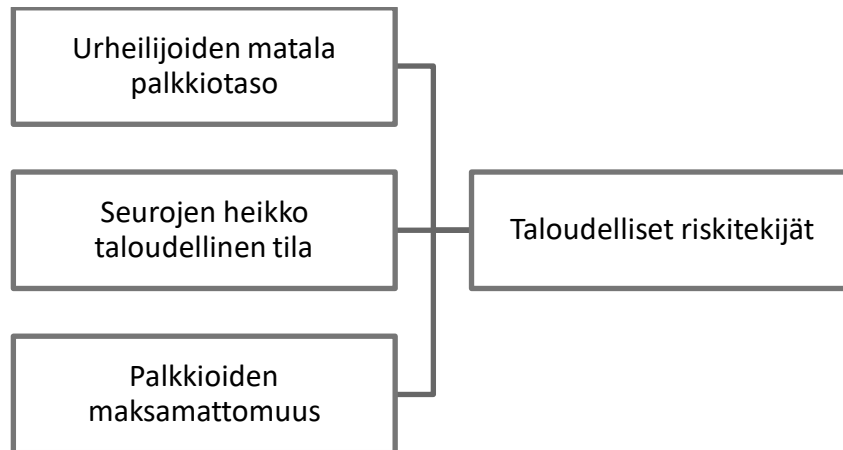 Urheilijoiden matala
palkkiotaso
Seurojen heikko
taloudellinen tila
Taloudelliset riskitekijät
Palkkioiden
maksamattomuus